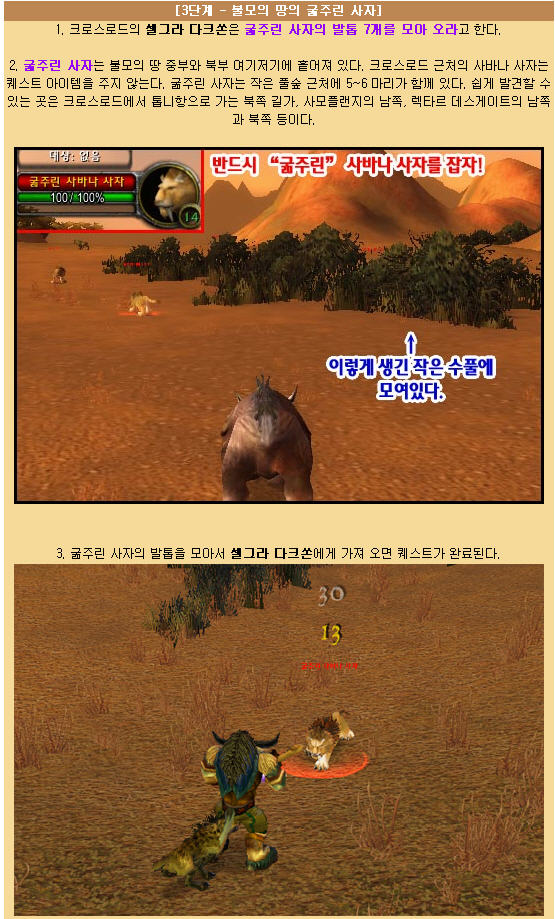 [3단계 - 불모의 땅의 굶주린 사자]
1. 크로스로드의 셀그라 다크쏜은 굶주린 사자의 발톱 7개를 모아 오라고 한다.
2. 굶주린 사자는 불모의 땅 중부와 북부 여기저기에 흩어져 있다. 크로스로드 근처의 사바나 사자는
퀘스트 아이템을 주지 않는다. 굶주린 사자는 작은 풀숲 근처에 5~6 마리가 함께 있다. 쉽게 발견할 수
있는 곳은 크로스로드에서 톱니항으로 가는 북쪽 길가, 사모플랜지의 남쪽, 렉타르 데스게이트의 남쪽
과 북쪽 등이다.
대상: 없음
굶주린 사바나 사자
100/ 100%
14
반드시 “굶주린” 사바나 사자를 잡자!
이렇게 생긴 작은 수풀에
모여있다.
3. 굶주린 사자의 발톱을 모아서 셀그라 다크쏜에게 가져 오면 퀘스트가 완료된다.
30
13